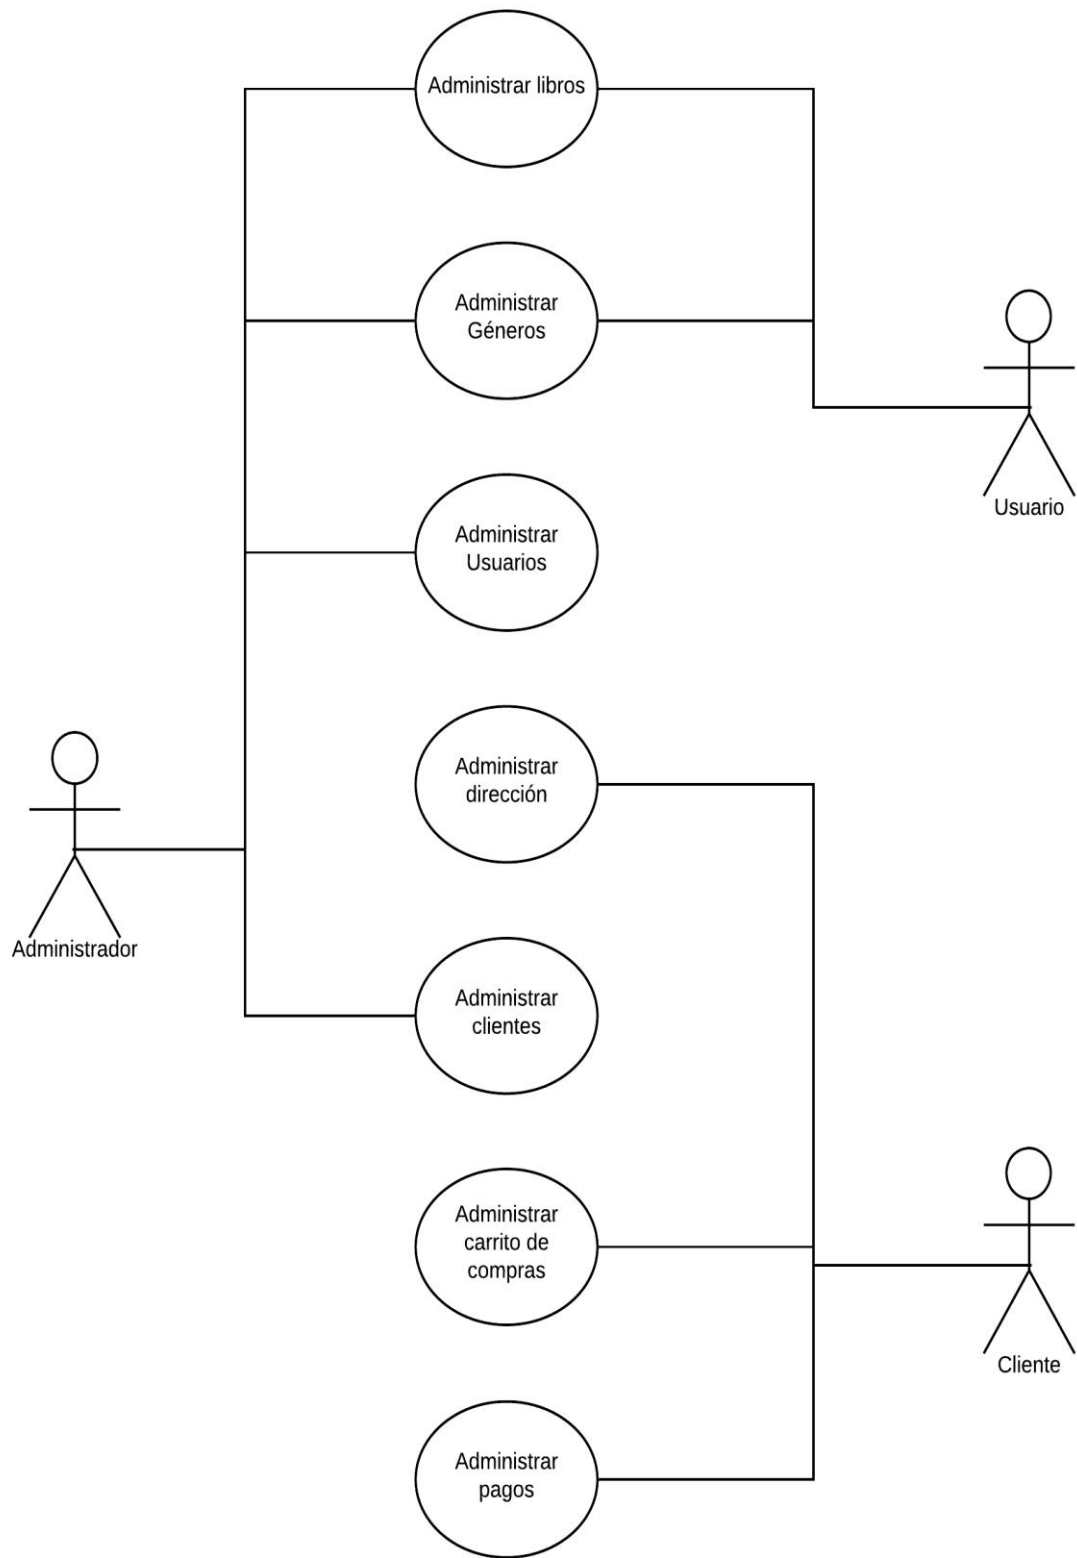 Administrar libros
Administrar
Géneros
Usuario
Administrar
Usuarios
Administrar
dirección
Administrador
Administrar
clientes
Administrar
carrito de
compras
Cliente
Administrar
pagos